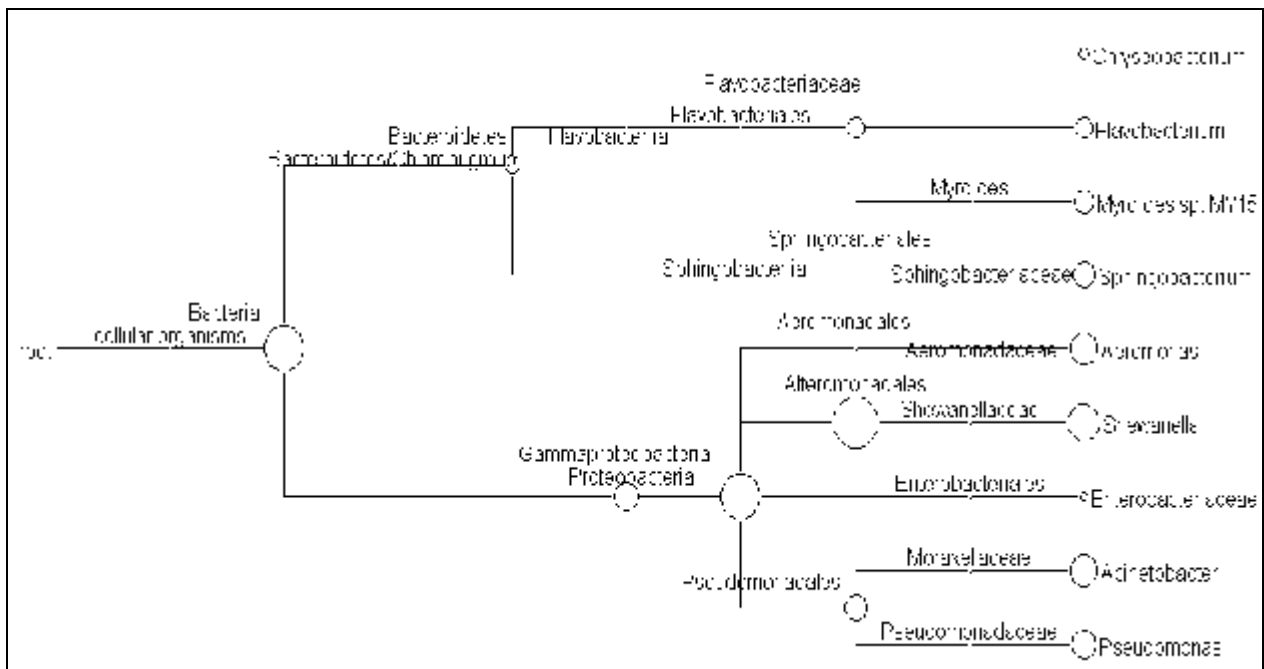 Chryseobacterium
Flavobacteriaceae
Flavobacteriales
Flavobacterium
Bacteroidetes
Flavobacteria
Myroides
Myroides sp. MY15
Sphingobacteriales
Sphingobacteria
Sphingobacteriaceae
Sphingobacterium
Bacteria
cellular organisms
root
Aeromonadales
Aeromonadaceae
Aeromonas
Alteromonadales
Shewanellaceae
Shewanella
Gammaproteobacteria
Proteobacteria
Enterobacteriales
Enterobacteriaceae
Moraxellaceae
Acinetobacter
Pseudomonadales
Pseudomonadaceae
Pseudomonas